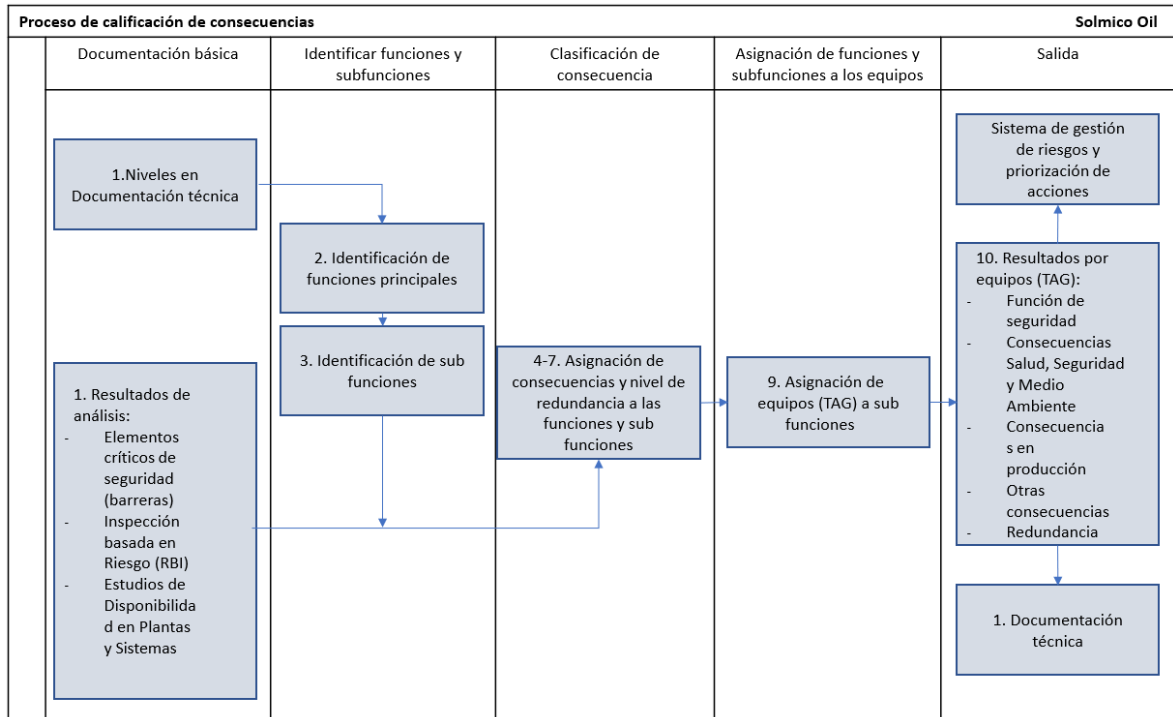 Proceso de calificación de consecuencias
Solmico Oil
Documentación básica
Identificar funciones y
subfunciones
Clasificación de
consecuencia
Asignación de funciones y
subfunciones a los equipos
Salida
1.Niveles en
Documentación técnica
1. Resultados de
análisis:
- Elementos
críticos de
seguridad
(barreras)
- Inspección
basada en
Riesgo (RBI)
- Estudios de
Disponibilida
d en Plantas
y Sistemas
2. Identificación de
funciones principales
3. Identificación de sub
funciones
4-7. Asignación de
consecuencias y nivel de
redundancia a las
funciones y sub
funciones
9. Asignación de
equipos (TAG) a sub
funciones
Sistema de gestión
de riesgos y
priorización de
acciones
10. Resultados por
equipos (TAG):
- Función de
seguridad
- Consecuencias
Salud, Seguridad
y Medio
Ambiente
- Consecuencia
s en
producción
- Otras
consecuencias
- Redundancia
1. Documentación
técnica